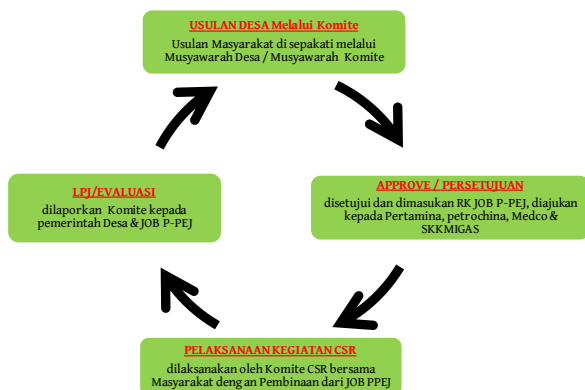 USULAN DESA Melalui Komite
Usulan Masyarakat di sepakati melalui
Musyawarah Desa / Musyawarah Komite
APPROVE / PERSETUJUAN
disetujui dan dimasukan RK JOB P-PEJ, diajukan
kepada Pertamina, petrochina, Medco &
SKKMIGAS
PELAKSANAAN KEGIATAN CSR
dilaksanakan oleh Komite CSR bersama
Masyarakat dengan Pembinaan dari JOB PPEJ
LPJ/EVALUASI
dilaporkan Komite kepada
pemerintah Desa & JOB P-PEJ